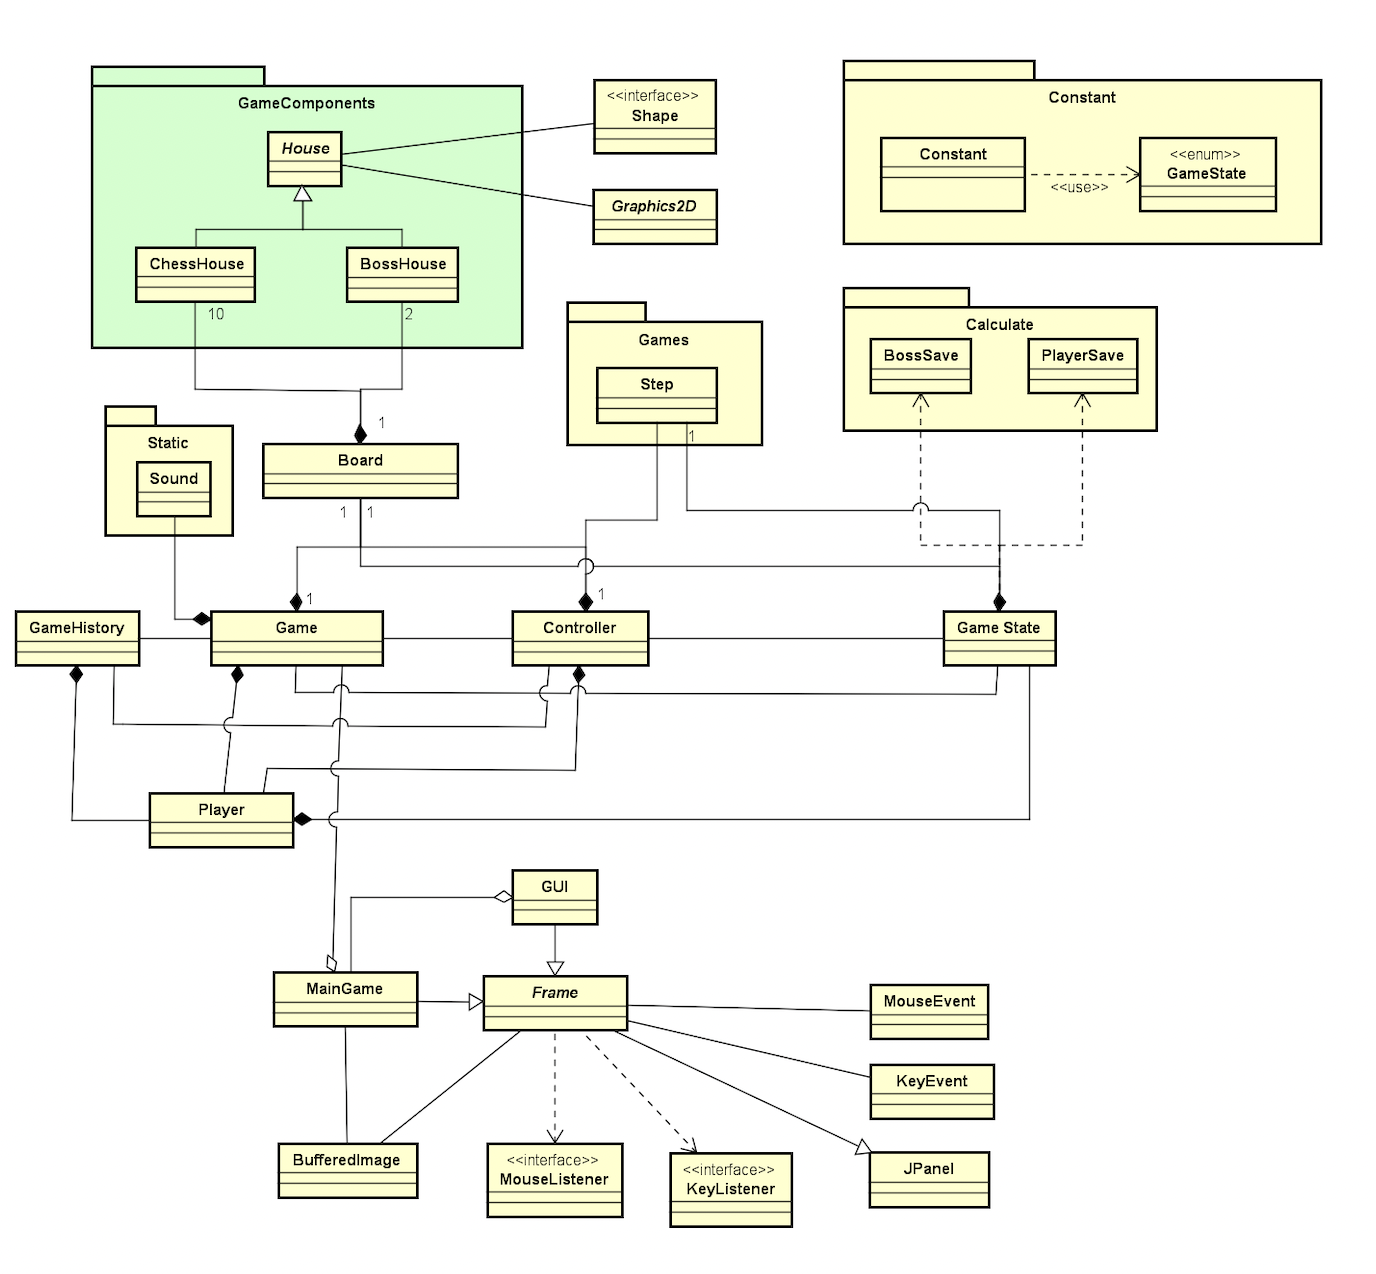 GameComponents
House
ChessHouse
BossHouse
10
2
<<interface>>
Shape
Graphics2D
Constant
Constant
<<use>>
<<enum>>
GameState
Games
Step
1
Calculate
BossSave
PlayerSave
Static
Sound
1
Board
1
1
1
1
GameHistory
Game
Controller
Game State
Player
GUI
MainGame
Frame
MouseEvent
KeyEvent
BufferedImage
<<interface>>
MouseListener
<<interface>>
KeyListener
JPanel